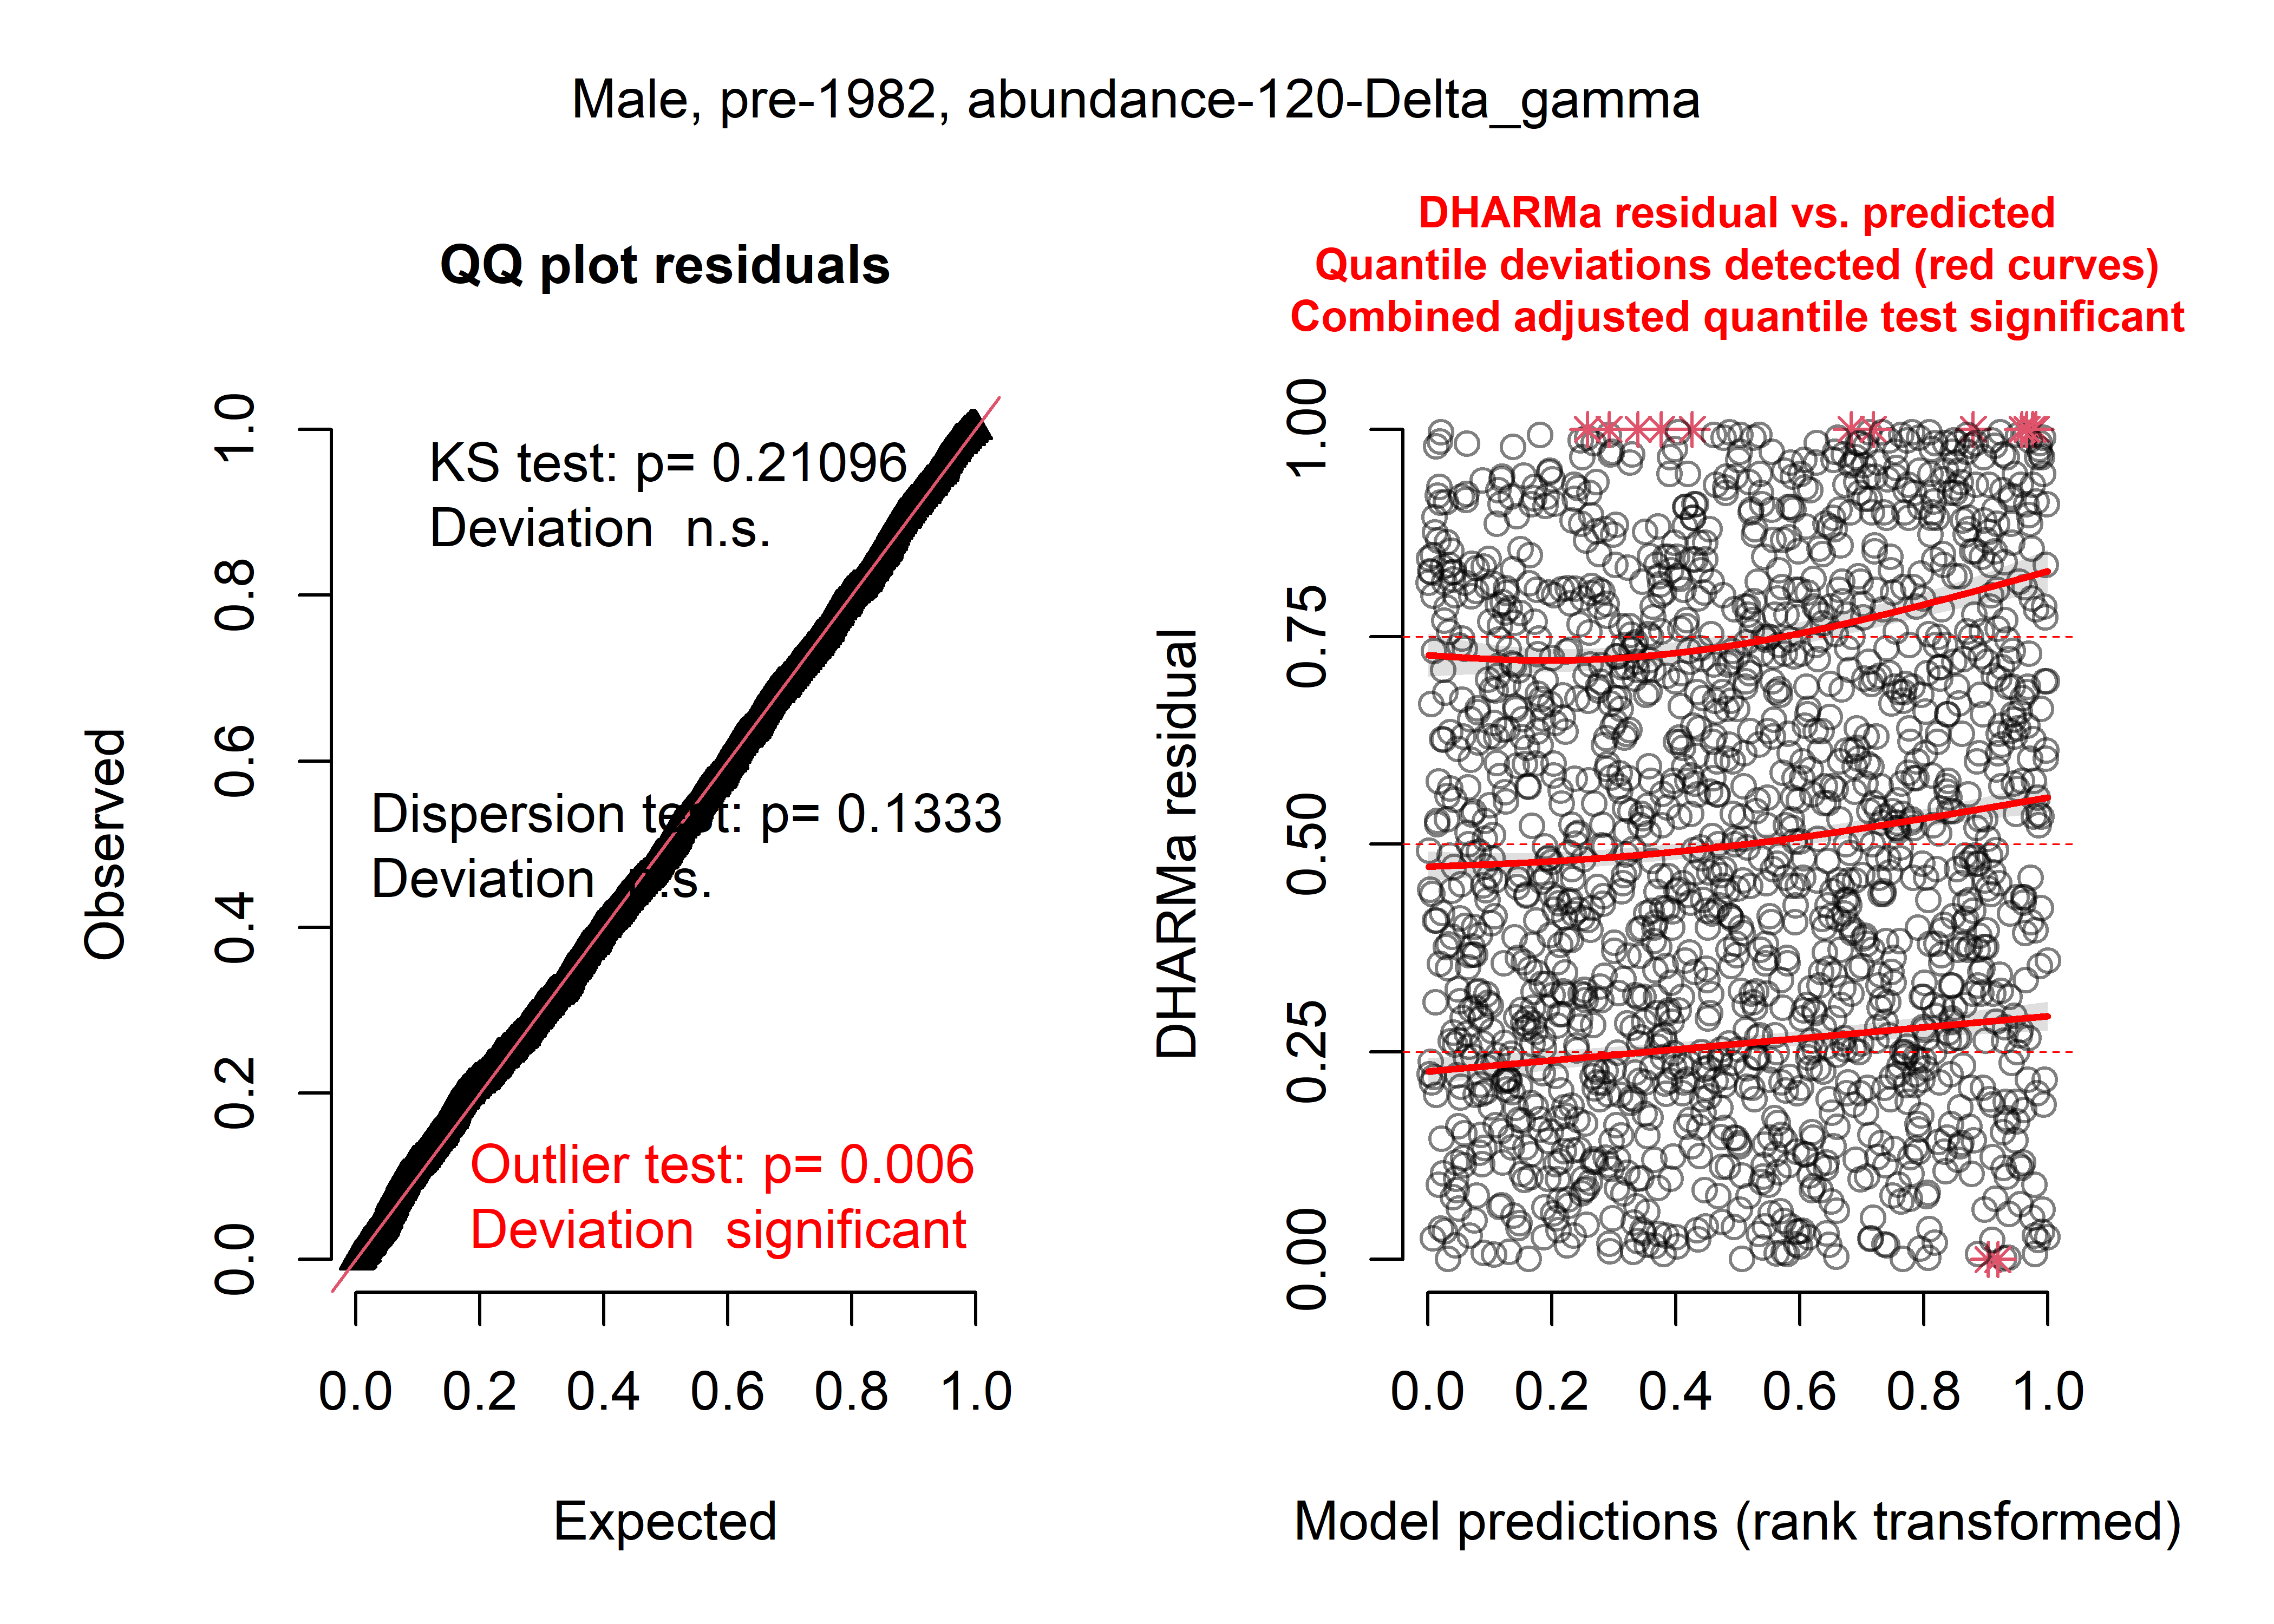 Male, pre-1982, abundance-120-Delta_gamma
QQ plot residuals
KS test: p= 0.21096
Deviation  n.s.
Dispersion test: p= 0.1333
Deviation  n.s.
Outlier test: p= 0.006
Deviation  significant
Observed
0.0 0.2 0.4 0.6 0.8 1.0
0.0 0.2 0.4 0.6 0.8 1.0
Expected
DHARMa residual vs. predicted
Quantile deviations detected (red curves)
Combined adjusted quantile test significant
DHARMa residual
0.00 0.25 0.50 0.75 1.00
0.0 0.2 0.4 0.6 0.8 1.0
Model predictions (rank transformed)